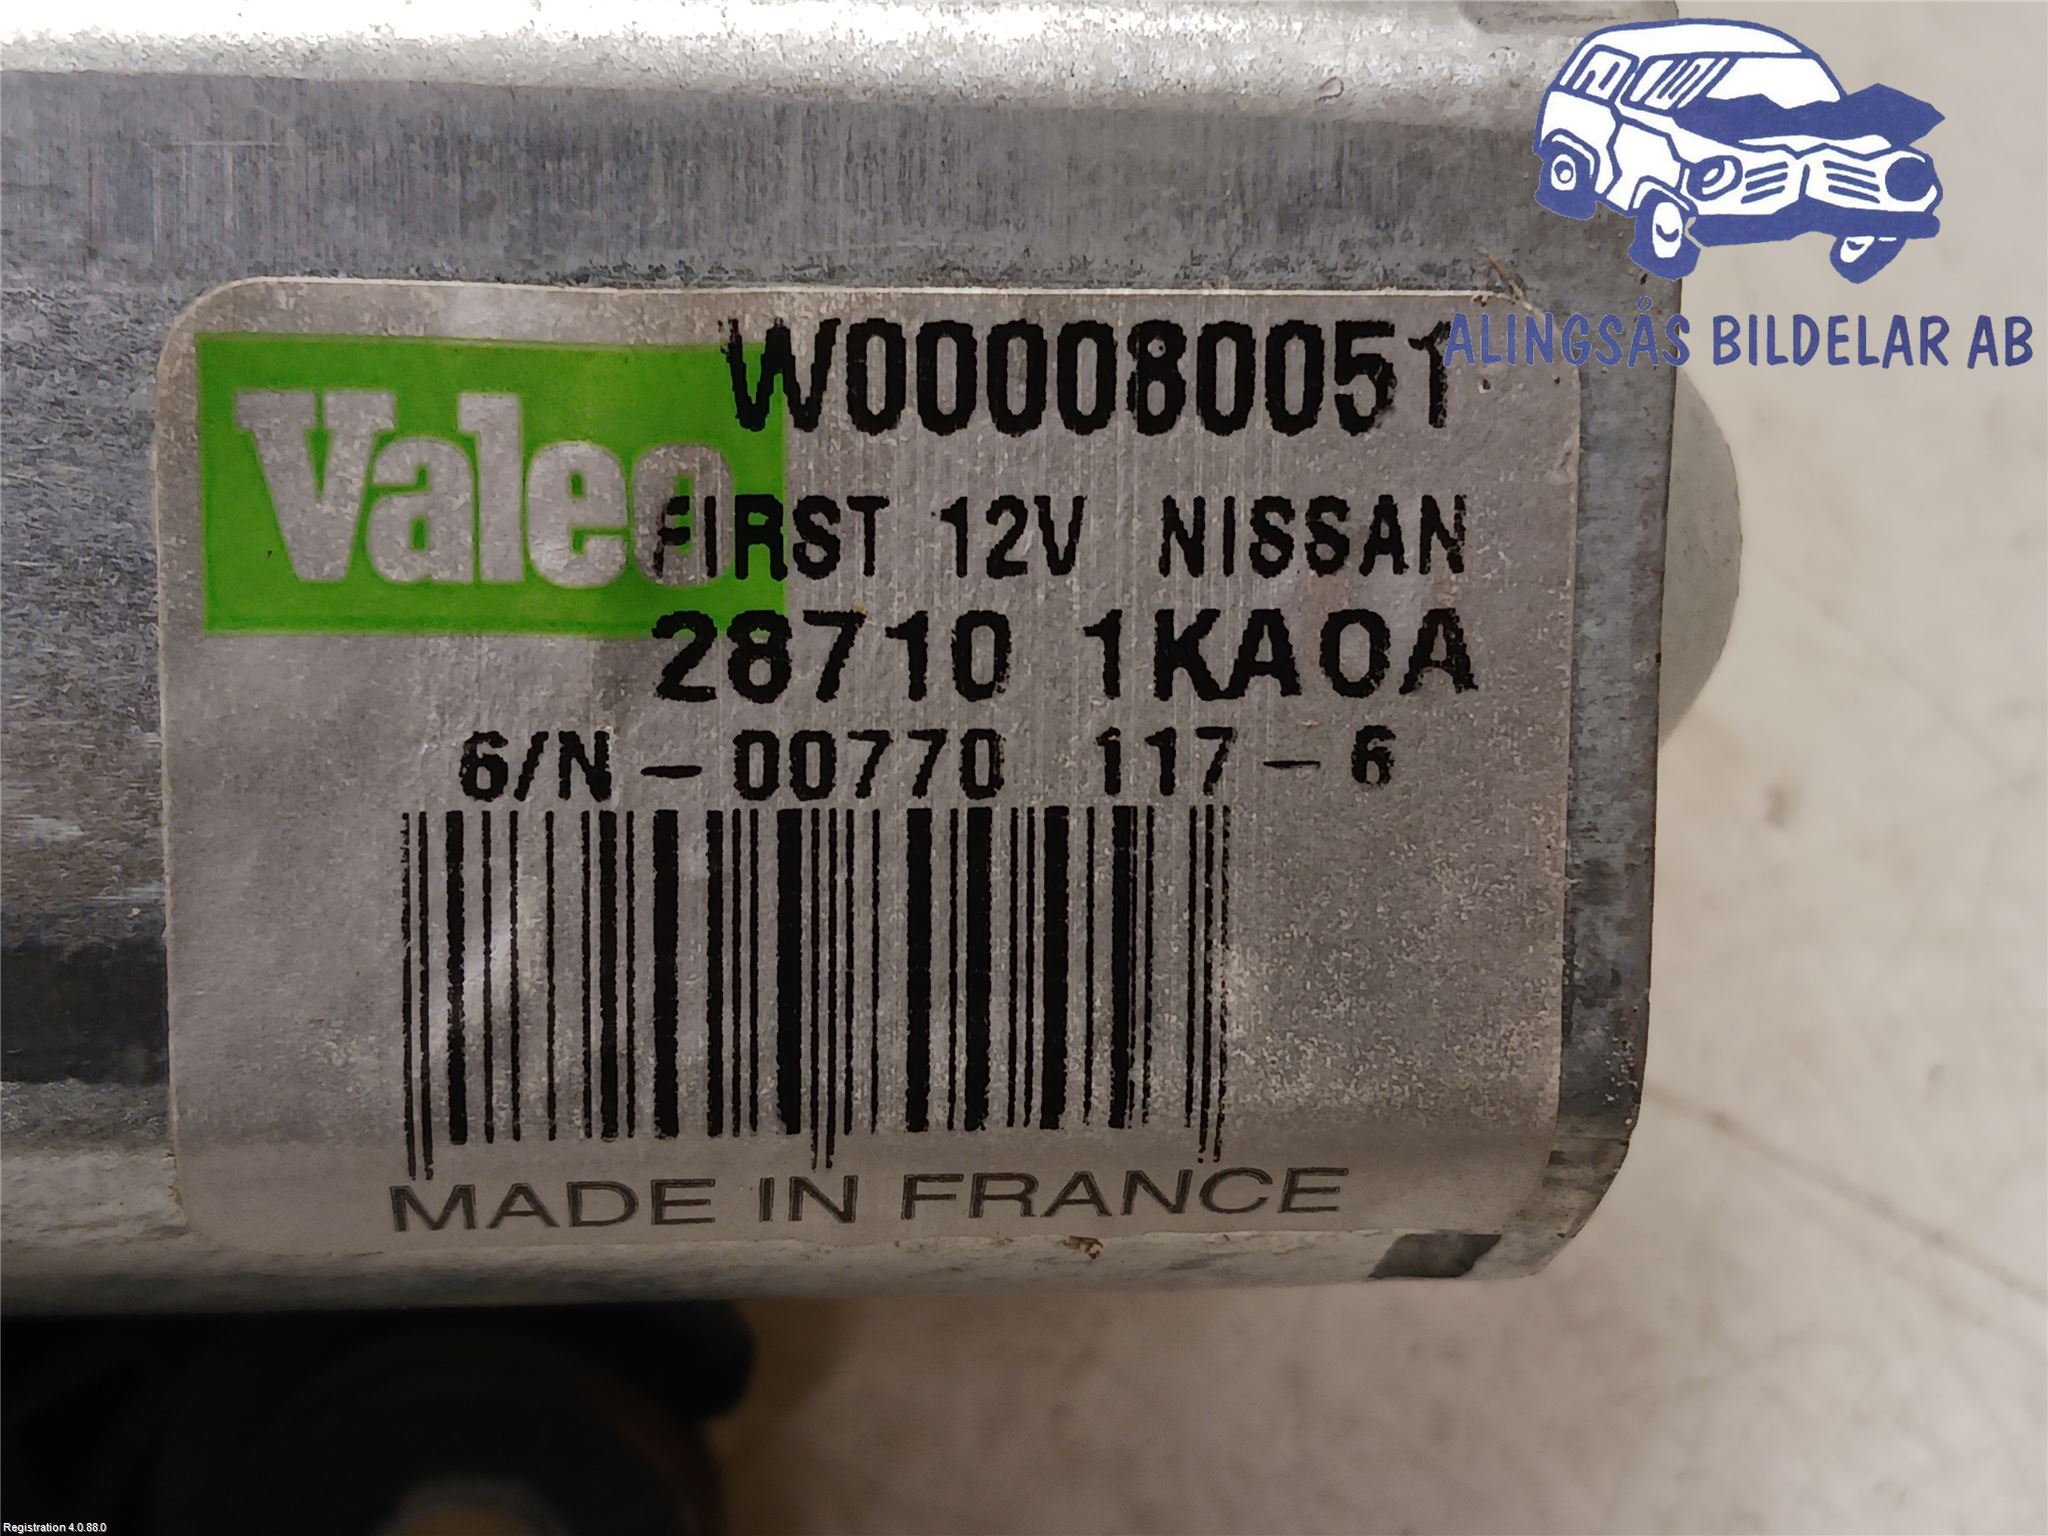 ALINGSÅS BILDELAR AB
W000080051
Valeo
FIRST 12V NISSAN
28710 1KA0A
6/N-00770 117-6
MADE IN FRANCE
Registration 4.0.88.0